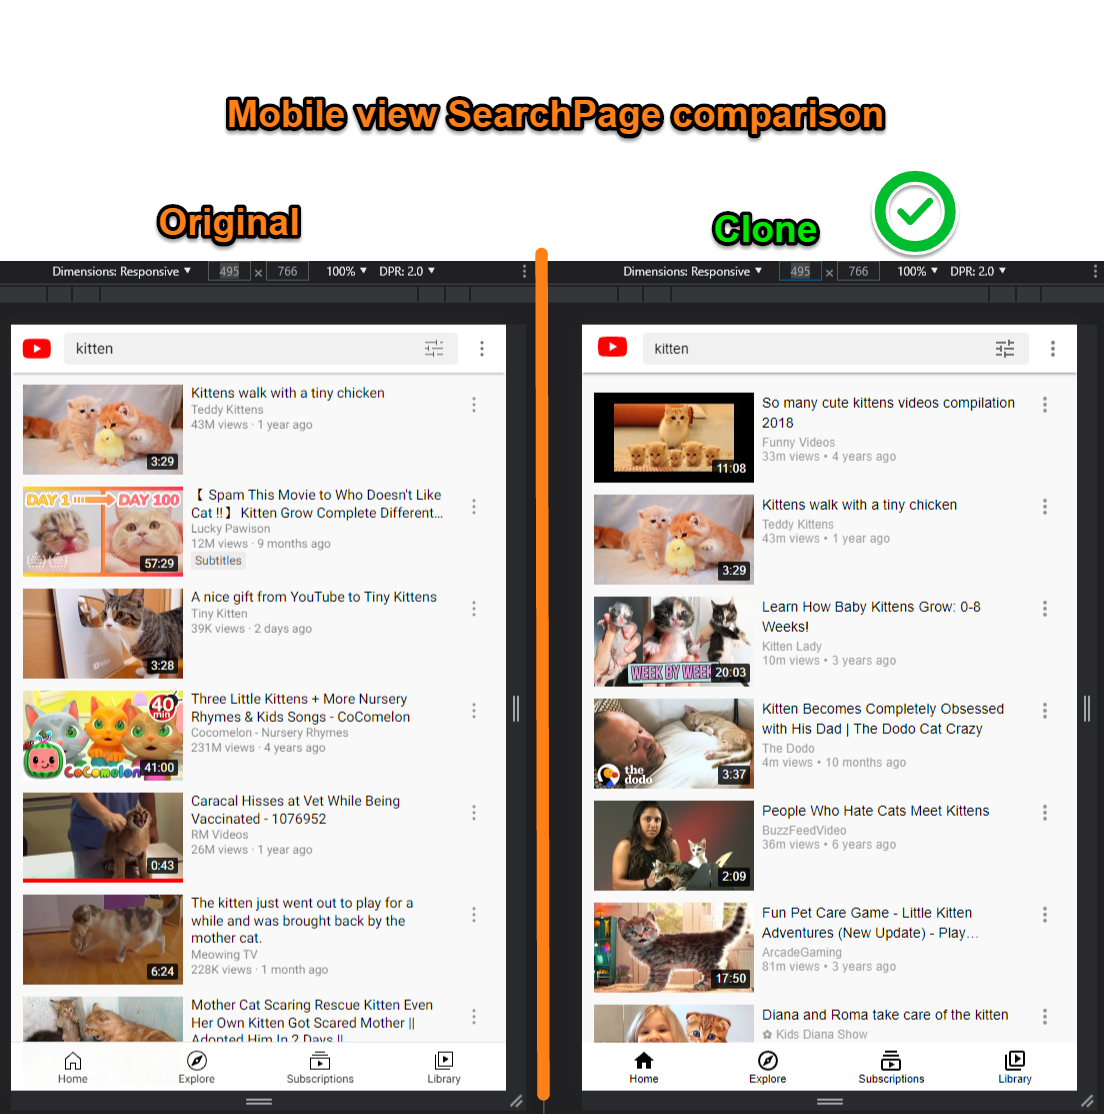 Mobile view SearchPage comparison
Original
Clone
Dimensions: Responsive ▼ 495 × 766 100% ▼ DPR: 2.0 ▼
kitten
3:29
Kittens walk with a tiny chicken
Teddy Kittens
43M views · 1 year ago
DAY 1 DAY 100
57:29
【 Spam This Movie to Who Doesn't Like
Cat !! 】 Kitten Grow Complete Different...
Lucky Pawison
12M views · 9 months ago
Subtitles
3:28
A nice gift from YouTube to Tiny Kittens
Tiny Kitten
39K views · 2 days ago
40
min
CoComelon
41:00
Three Little Kittens + More Nursery
Rhymes & Kids Songs - CoComelon
Cocomelon - Nursery Rhymes
231M views · 4 years ago
0:43
Caracal Hisses at Vet While Being
Vaccinated - 1076952
RM Videos
26M views · 1 year ago
6:24
The kitten just went out to play for a
while and was brought back by the
mother cat.
Meowing TV
228K views · 1 month ago
Mother Cat Scaring Rescue Kitten Even
Her Own Kitten Got Scared Mother ||
Adopted Him In 2 Days ||
Home Explore Subscriptions Library
Dimensions: Responsive ▼ 495 × 766 100% ▼ DPR: 2.0 ▼
kitten
11:08
So many cute kittens videos compilation
2018
Funny Videos
33m views • 4 years ago
3:29
Kittens walk with a tiny chicken
Teddy Kittens
43m views • 1 year ago
WEEK BY WEEK
20:03
Learn How Baby Kittens Grow: 0-8
Weeks!
Kitten Lady
10m views • 3 years ago
the
dodo
3:37
Kitten Becomes Completely Obsessed
with His Dad | The Dodo Cat Crazy
The Dodo
4m views • 10 months ago
2:09
People Who Hate Cats Meet Kittens
BuzzFeedVideo
36m views • 6 years ago
17:50
Fun Pet Care Game - Little Kitten
Adventures (New Update) - Play...
ArcadeGaming
81m views • 3 years ago
Diana and Roma take care of the kitten
✿ Kids Diana Show
Home Explore Subscriptions Library